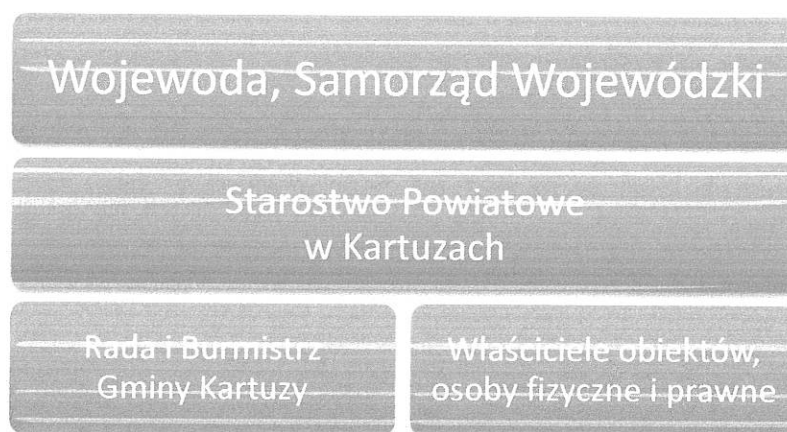 Wojewoda, Samorząd Wojewódzki
Starostwo Powiatowe
w Kartuzach
Rada i Burmistrz
Gminy Kartuzy
Właściciele obiektów,
osoby fizyczne i prawne